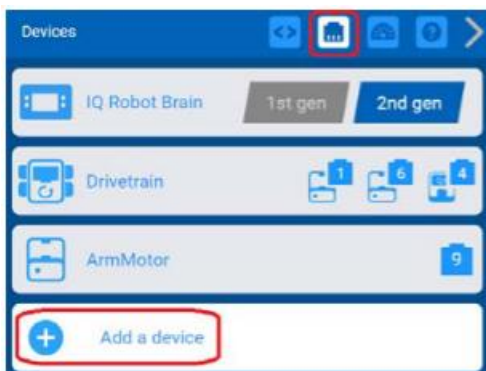 Devices
IQ Robot Brain 1st gen 2nd gen
Drivetrain 1 6 4
ArmMotor 9
Add a device